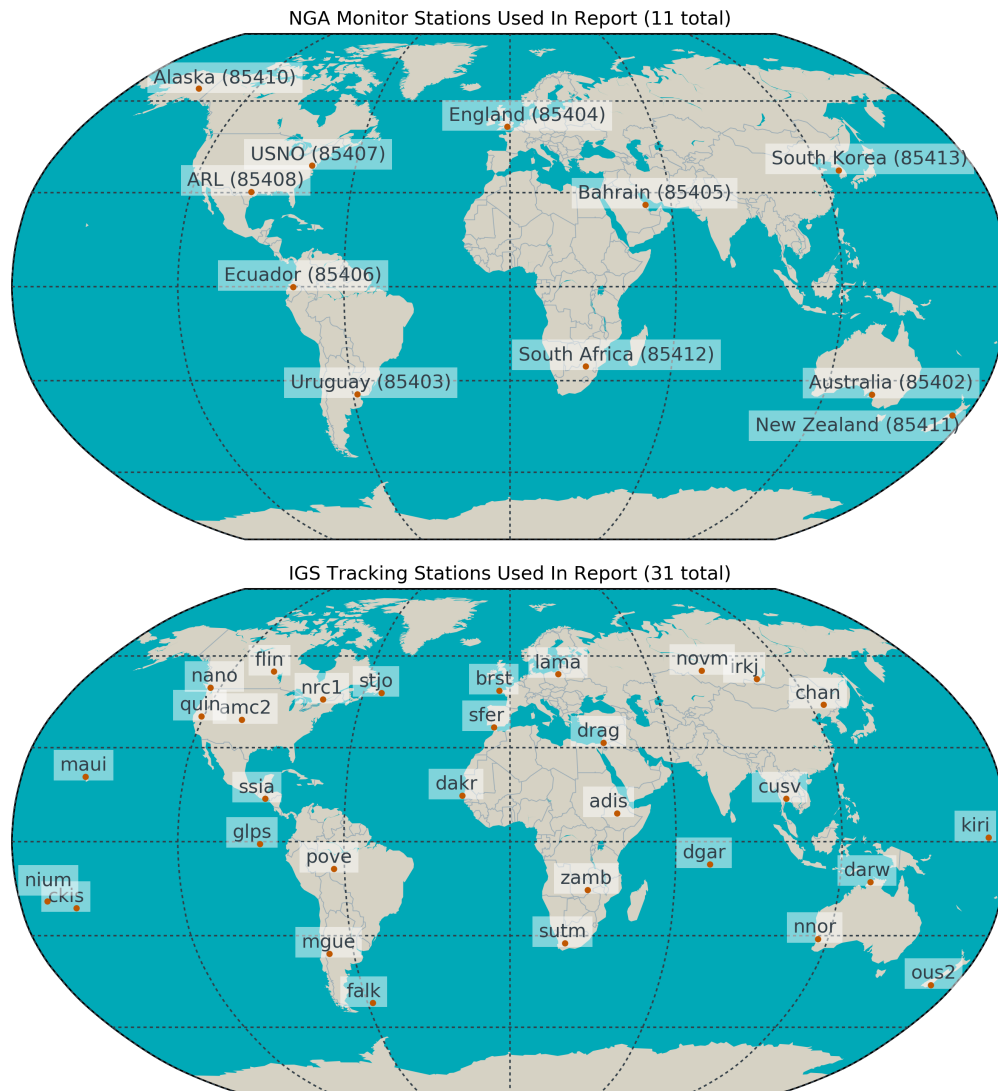 NGA Monitor Stations Used In Report (11 total)
Alaska (85410)
England (85404)
USNO (85407)
South Korea (85413)
ARL (85408)
Bahrain (85405)
Ecuador (85406)
South Africa (85412)
Uruguay (85403)
Australia (85402)
New Zealand (85411)
IGS Tracking Stations Used In Report (31 total)
flin
lama
novm
irkj
nano
nrc1
stjo
brst
chan
quin
amc2
sfer
drag
maui
ssia
dakr
adis
cusv
glps
kiri
pove
dgar
nium
ckis
zamb
darw
mgue
sutm
nnor
falk
ous2